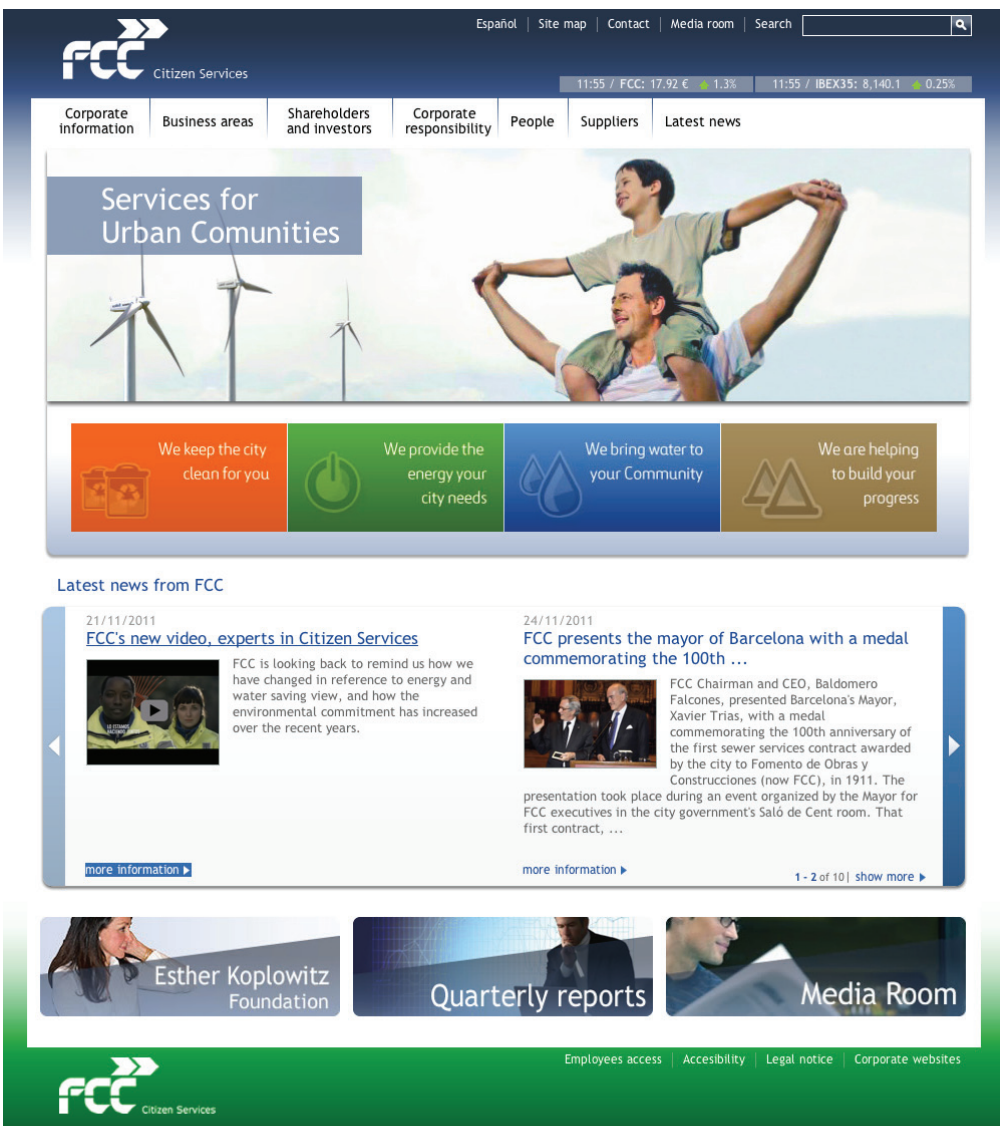 Español | Site map | Contact | Media room | Search
FCC
Citizen Services
11:55 / FCC: 17.92 € 1.3%
11:55 / IBEX35: 8,140.1 0.25%
Corporate information
Business areas
Shareholders and investors
Corporate responsibility
People
Suppliers
Latest news
Services for
Urban Comunities
We keep the city
clean for you
We provide the
energy your
city needs
We bring water to
your Community
We are helping
to build your
progress
Latest news from FCC
21/11/2011
FCC's new video, experts in Citizen Services
FCC is looking back to remind us how we
have changed in reference to energy and
water saving view, and how the
environmental commitment has increased
over the recent years.
more information
24/11/2011
FCC presents the mayor of Barcelona with a medal
commemorating the 100th ...
FCC Chairman and CEO, Baldomero
Falcones, presented Barcelona's Mayor,
Xavier Trias, with a medal
commemorating the 100th anniversary of
the first sewer services contract awarded
by the city to Fomento de Obras y
Construcciones (now FCC), in 1911. The
presentation took place during an event organized by the Mayor for
FCC executives in the city government's Saló de Cent room. That
first contract, ...
more information
1 - 2 of 10| show more
Esther Koplowitz
Foundation
Quarterly reports
Media Room
Employees access | Accesibility | Legal notice | Corporate websites
FCC
Citizen Services